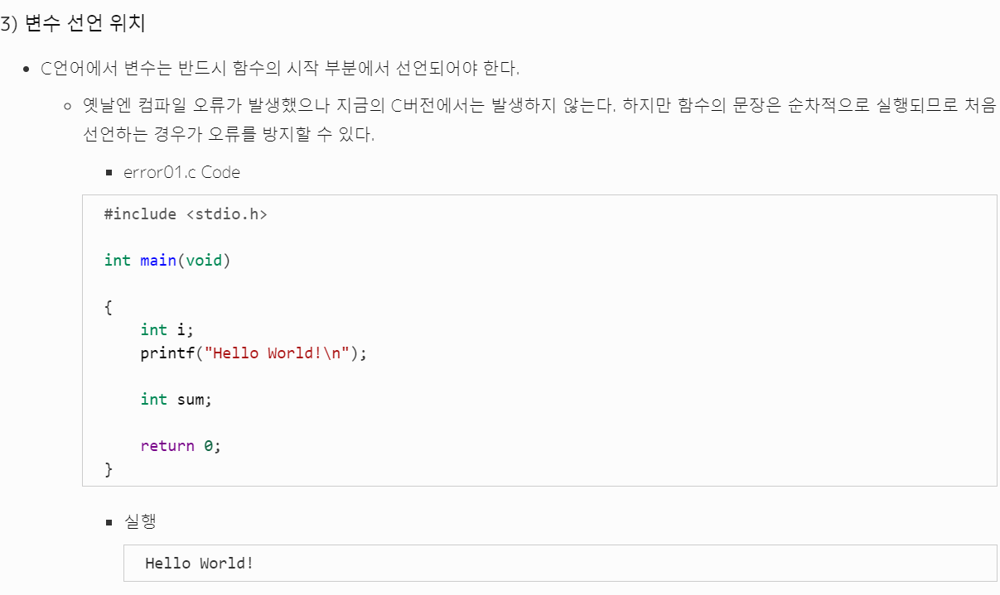 3) 변수 선언 위치
C언어에서 변수는 반드시 함수의 시작 부분에서 선언되어야 한다.
옛날엔 컴파일 오류가 발생했으나 지금의 C버전에서는 발생하지 않는다. 하지만 함수의 문장은 순차적으로 실행되므로 처음
선언하는 경우가 오류를 방지할 수 있다.
error01.c Code
#include <stdio.h>
int main(void)
{
int i;
printf("Hello World!\n");
int sum;
return 0;
}
실행
Hello World!